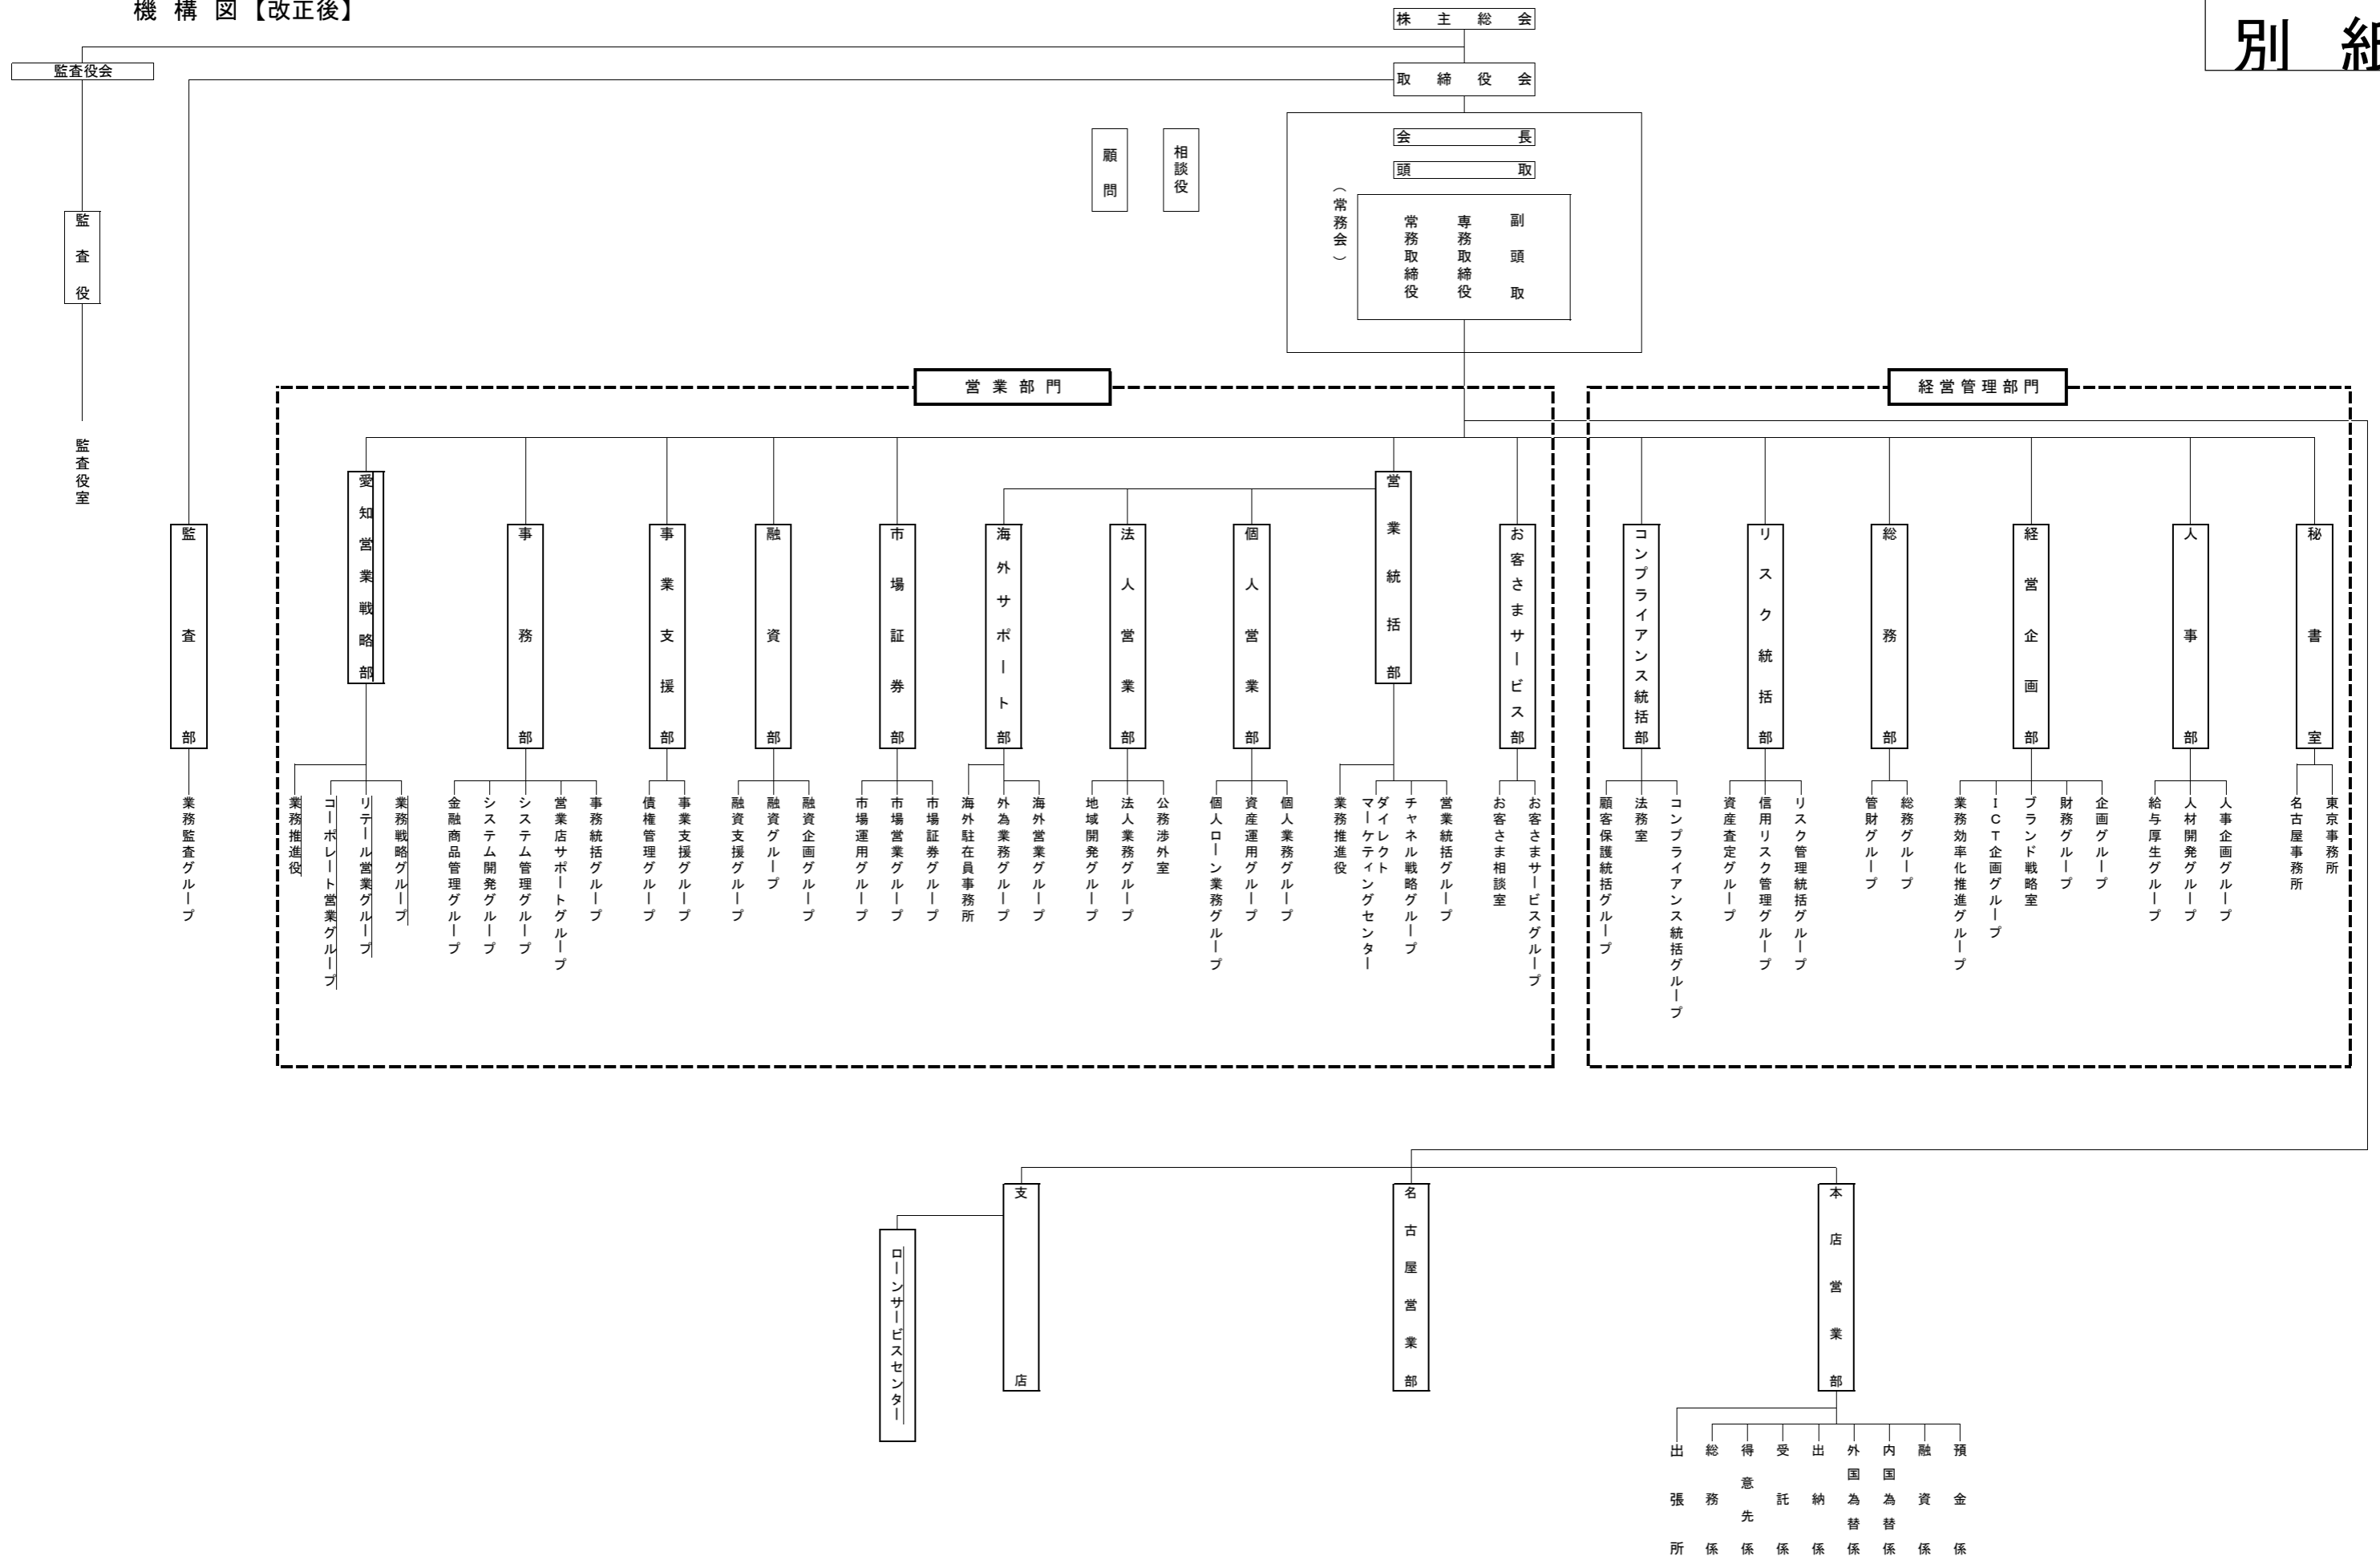 機 構 図 【改正後】
別 紙
株 主 総 会
監査役会
取 締 役 会
会 長
頭 取
(常務会)
副 頭 取
専務取締役
常務取締役
相談役
顧 問
監 査 役
監査役室
営 業 部 門
経 営 管 理 部 門
秘 書 室
人 事 部
経 営 企 画 部
総 務 部
リ ス ク 統 括 部
コンプライアンス統括部
お客さまサービス部
営 業 統 括 部
個 人 営 業 部
法 人 営 業 部
海 外 サ ポ ー ト 部
市 場 証 券 部
融 資 部
事 業 支 援 部
事 務 部
愛 知 営 業 戦 略 部
監 査 部
東京事務所
名古屋事務所
人事企画グループ
人材開発グループ
給与厚生グループ
企画グループ
財務グループ
ブランド戦略室
ICT企画グループ
業務効率化推進グループ
総務グループ
管財グループ
リスク管理統括グループ
信用リスク管理グループ
資産査定グループ
コンプライアンス統括グループ
法務室
顧客保護統括グループ
お客さまサービスグループ
お客さま相談室
営業統括グループ
チャネル戦略グループ
ダイレクト
マーケティングセンター
業務推進役
個人業務グループ
資産運用グループ
個人ローン業務グループ
公務渉外室
法人業務グループ
地域開発グループ
海外営業グループ
外為業務グループ
海外駐在員事務所
市場証券グループ
市場営業グループ
市場運用グループ
融資企画グループ
融資グループ
融資支援グループ
事業支援グループ
債権管理グループ
事務統括グループ
営業店サポートグループ
システム管理グループ
システム開発グループ
金融商品管理グループ
業務戦略グループ
リテール営業グループ
コーポレート営業グループ
業務推進役
業務監査グループ
本 店 営 業 部
名 古 屋 営 業 部
支 店
ローンサービスセンター
預 金 係
融 資 係
内国為替係
外国為替係
出 納 係
受 託 係
得 意 先 係
総 務 係
出 張 所